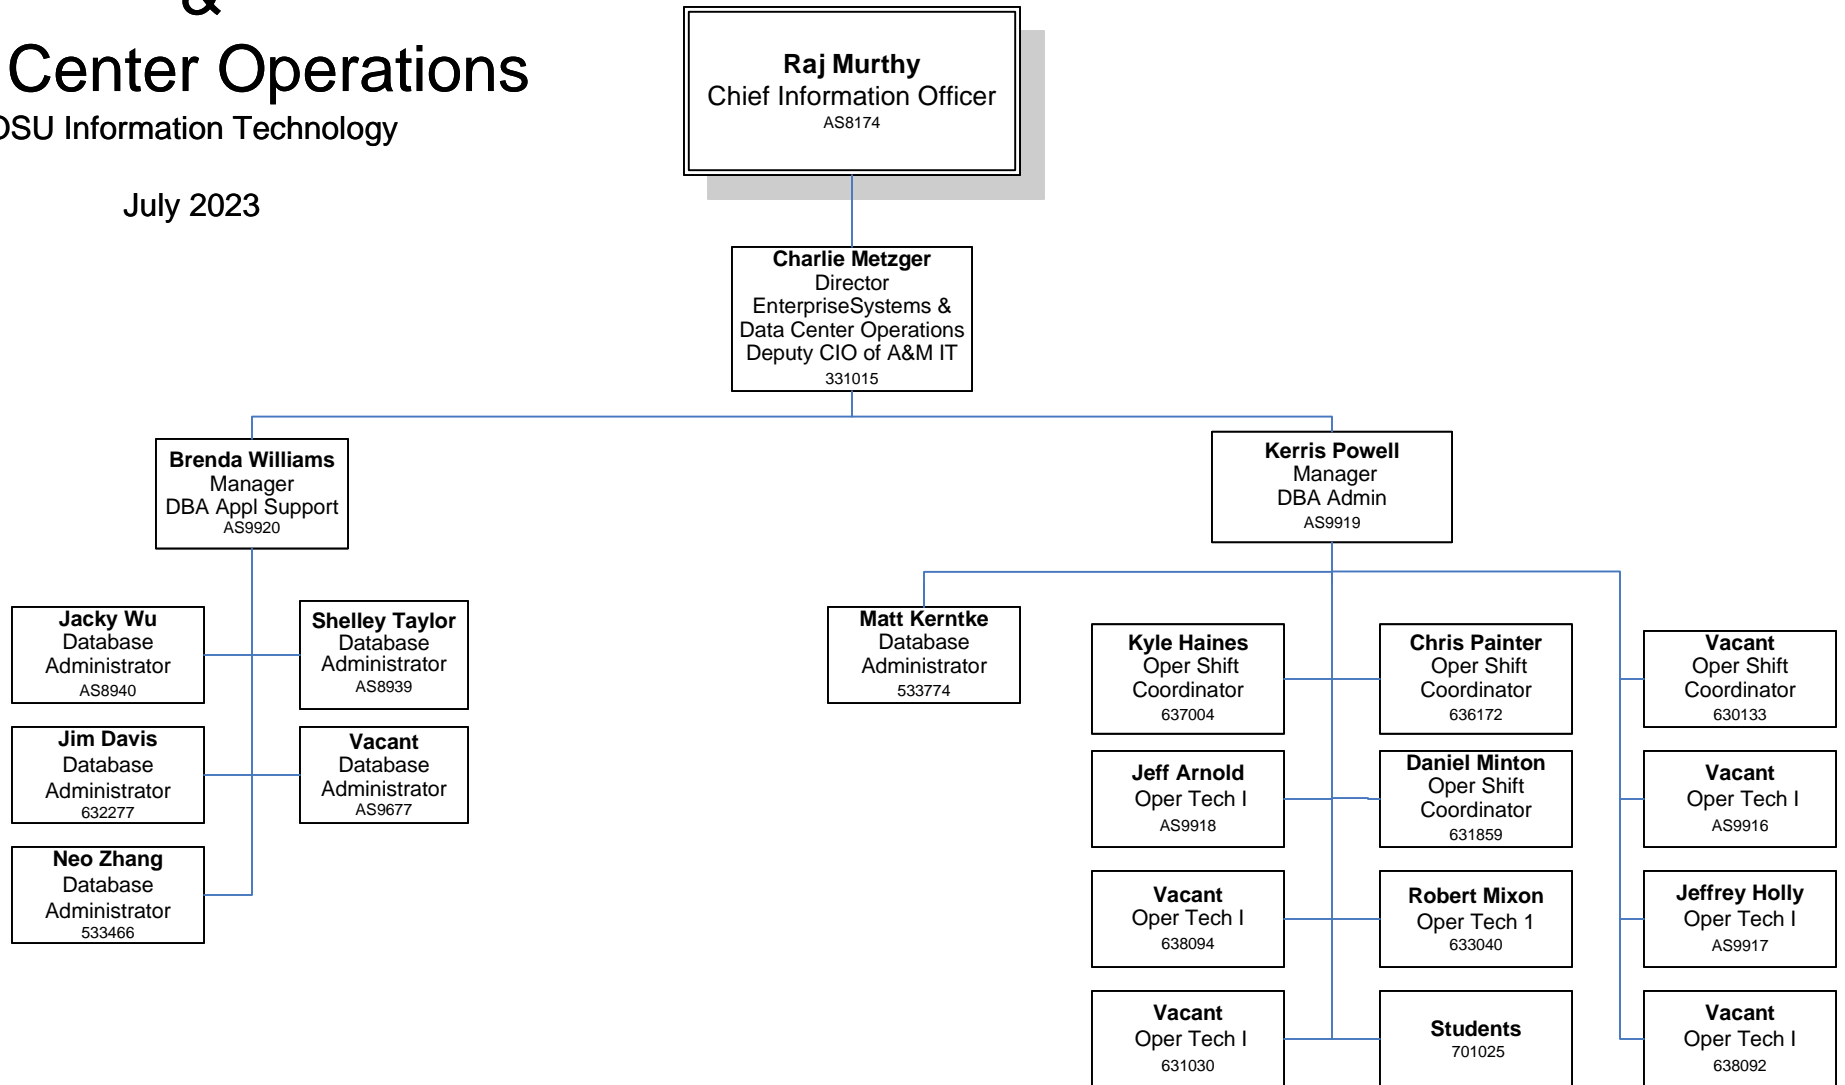 &
Center Operations
OSU Information Technology
July 2023
Raj Murthy
Chief Information Officer
AS8174
Charlie Metzger
Director
EnterpriseSystems &
Data Center Operations
Deputy CIO of A&M IT
331015
Brenda Williams
Manager
DBA Appl Support
AS9920
Kerris Powell
Manager
DBA Admin
AS9919
Jacky Wu
Database
Administrator
AS8940
Shelley Taylor
Database
Administrator
AS8939
Jim Davis
Database
Administrator
632277
Vacant
Database
Administrator
AS9677
Neo Zhang
Database
Administrator
533466
Matt Kerntke
Database
Administrator
533774
Kyle Haines
Oper Shift
Coordinator
637004
Chris Painter
Oper Shift
Coordinator
636172
Vacant
Oper Shift
Coordinator
630133
Jeff Arnold
Oper Tech I
AS9918
Daniel Minton
Oper Shift
Coordinator
631859
Vacant
Oper Tech I
AS9916
Vacant
Oper Tech I
638094
Robert Mixon
Oper Tech 1
633040
Jeffrey Holly
Oper Tech I
AS9917
Vacant
Oper Tech I
631030
Students
701025
Vacant
Oper Tech I
638092